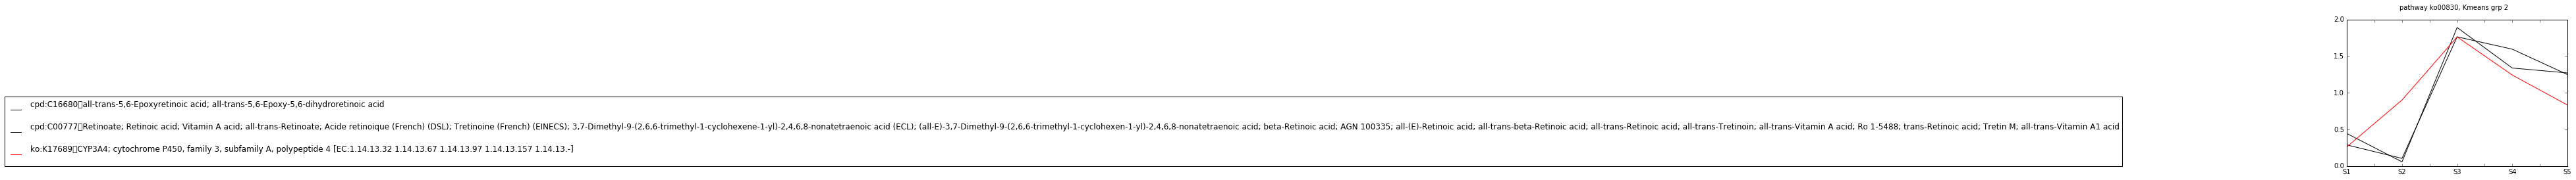 pathway ko00830, Kmeans grp 2
cpd:C16680▯all-trans-5,6-Epoxyretinoic acid; all-trans-5,6-Epoxy-5,6-dihydroretinoic acid
cpd:C00777▯Retinoate; Retinoic acid; Vitamin A acid; all-trans-Retinoate; Acide retinoique (French) (DSL); Tretinoine (French) (EINECS); 3,7-Dimethyl-9-(2,6,6-trimethyl-1-cyclohexene-1-yl)-2,4,6,8-nonatetraenoic acid (ECL); (all-E)-3,7-Dimethyl-9-(2,6,6-trimethyl-1-cyclohexen-1-yl)-2,4,6,8-nonatetraenoic acid; beta-Retinoic acid; AGN 100335; all-(E)-Retinoic acid; all-trans-beta-Retinoic acid; all-trans-Retinoic acid; all-trans-Tretinoin; all-trans-Vitamin A acid; Ro 1-5488; trans-Retinoic acid; Tretin M; all-trans-Vitamin A1 acid
ko:K17689▯CYP3A4; cytochrome P450, family 3, subfamily A, polypeptide 4 [EC:1.14.13.32 1.14.13.67 1.14.13.97 1.14.13.157 1.14.13.-]
2.0
1.5
1.0
0.5
0.0
S1 S2 S3 S4 S5